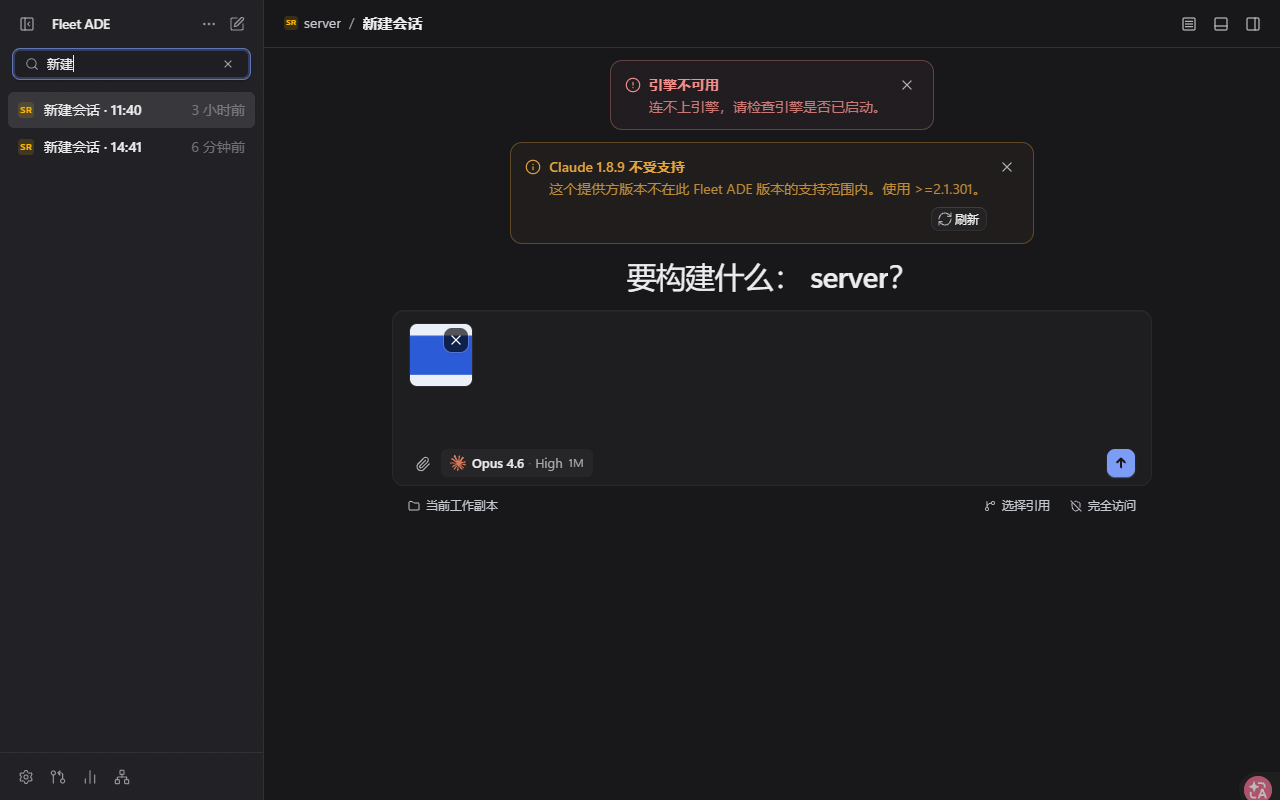 Fleet ADE
新建
SR 新建会话 · 11:40 3 小时前
SR 新建会话 · 14:41 6 分钟前
SR server / 新建会话
引擎不可用
连不上引擎，请检查引擎是否已启动。
Claude 1.8.9 不受支持
这个提供方版本不在此 Fleet ADE 版本的支持范围内。使用 >=2.1.301。
刷新
要构建什么： server？
Opus 4.6 · High 1M
当前工作副本 选择引用 完全访问